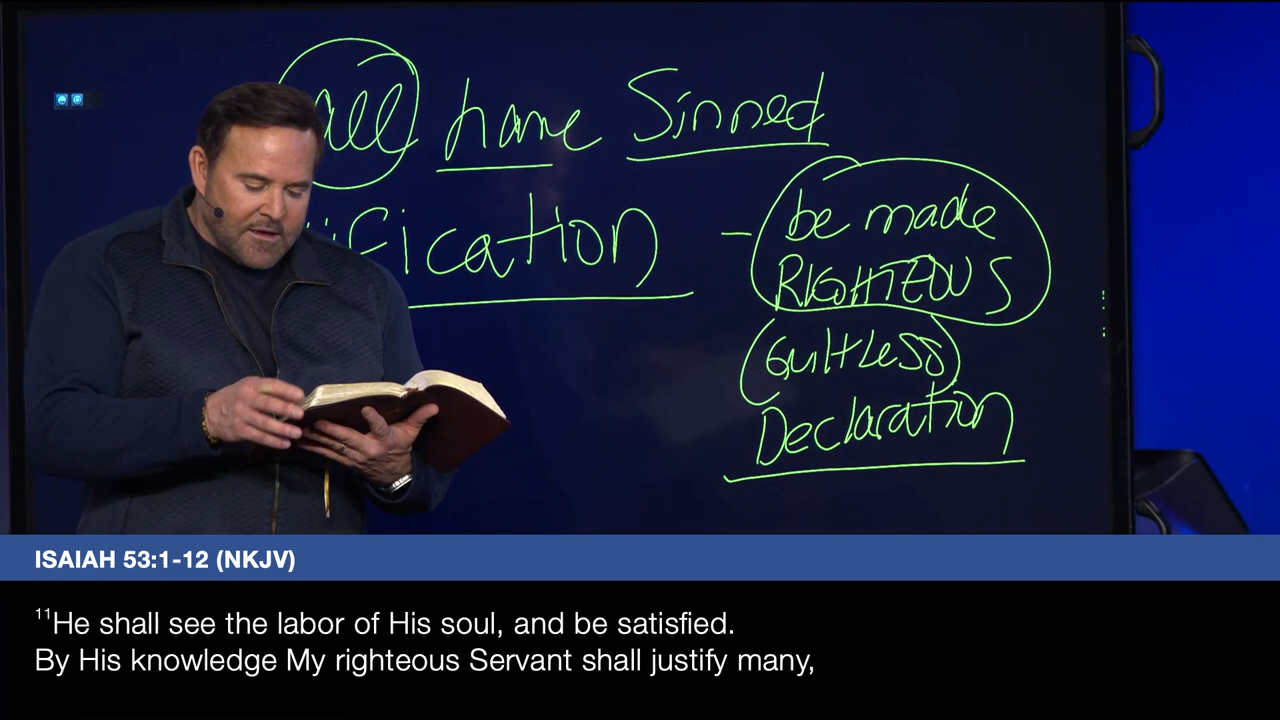 all have Sinned
ification
- be made
RIGHTEOUS
Guiltless
Declaration
ISAIAH 53:1-12 (NKJV)
11He shall see the labor of His soul, and be satisfied.
By His knowledge My righteous Servant shall justify many,